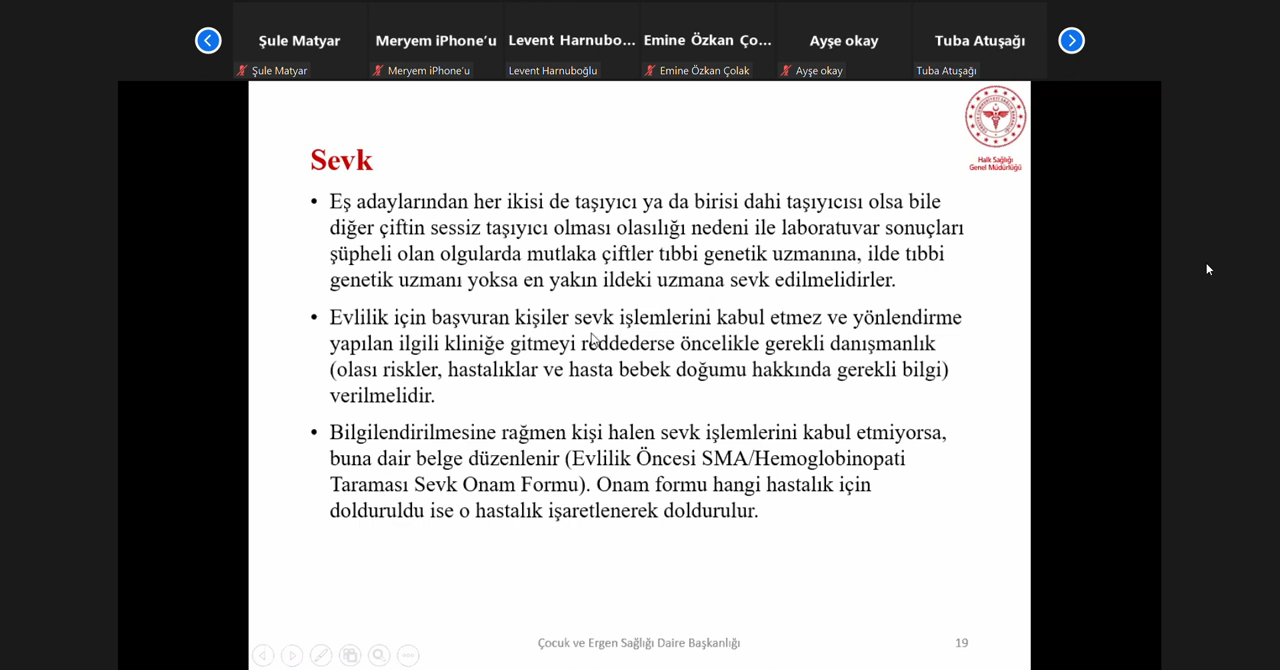 Şule Matyar
Meryem iPhone’u
Levent Harnubo...
Emine Özkan Ço...
Ayşe okay
Tuba Atuşağı
Şule Matyar
Meryem iPhone'u
Levent Harnuboğlu
Emine Özkan Çolak
Ayşe okay
Tuba Atuşağı
Halk Sağlığı
Genel Müdürlüğü
Sevk
• Eş adaylarından her ikisi de taşıyıcı ya da birisi dahi taşıyıcısı olsa bile
diğer çiftin sessiz taşıyıcı olması olasılığı nedeni ile laboratuvar sonuçları
şüpheli olan olgularda mutlaka çiftler tıbbi genetik uzmanına, ilde tıbbi
genetik uzmanı yoksa en yakın ildeki uzmana sevk edilmelidirler.
• Evlilik için başvuran kişiler sevk işlemlerini kabul etmez ve yönlendirme
yapılan ilgili kliniğe gitmeyi reddederse öncelikle gerekli danışmanlık
(olası riskler, hastalıklar ve hasta bebek doğumu hakkında gerekli bilgi)
verilmelidir.
• Bilgilendirilmesine rağmen kişi halen sevk işlemlerini kabul etmiyorsa,
buna dair belge düzenlenir (Evlilik Öncesi SMA/Hemoglobinopati
Taraması Sevk Onam Formu). Onam formu hangi hastalık için
dolduruldu ise o hastalık işaretlenerek doldurulur.
Çocuk ve Ergen Sağlığı Daire Başkanlığı
19